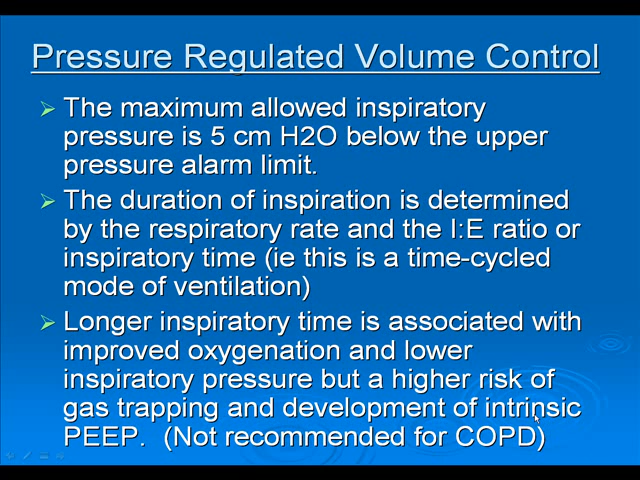 Pressure Regulated Volume Control
The maximum allowed inspiratory
pressure is 5 cm H2O below the upper
pressure alarm limit.
The duration of inspiration is determined
by the respiratory rate and the I:E ratio or
inspiratory time (ie this is a time-cycled
mode of ventilation)
Longer inspiratory time is associated with
improved oxygenation and lower
inspiratory pressure but a higher risk of
gas trapping and development of intrinsic
PEEP.  (Not recommended for COPD)